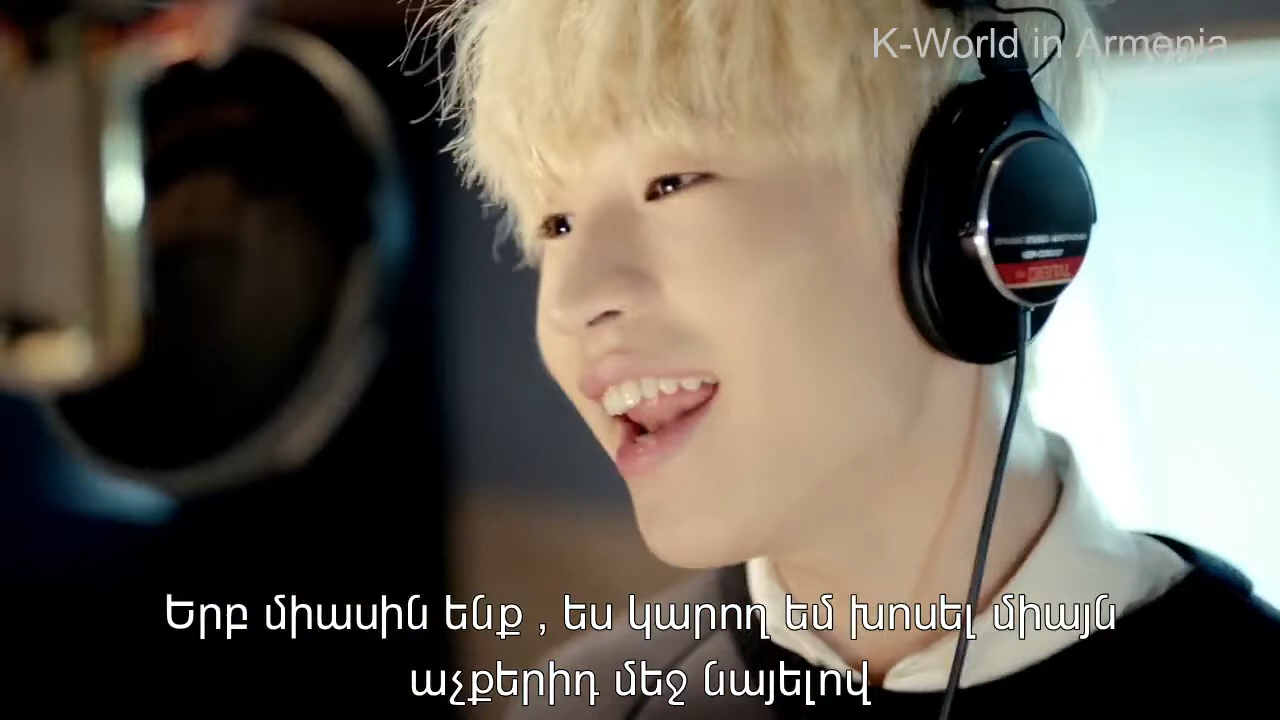 K-World in Armenia
Երբ միասին ենք , ես կարող եմ խոսել միայն
աչքերիդ մեջ նայելով